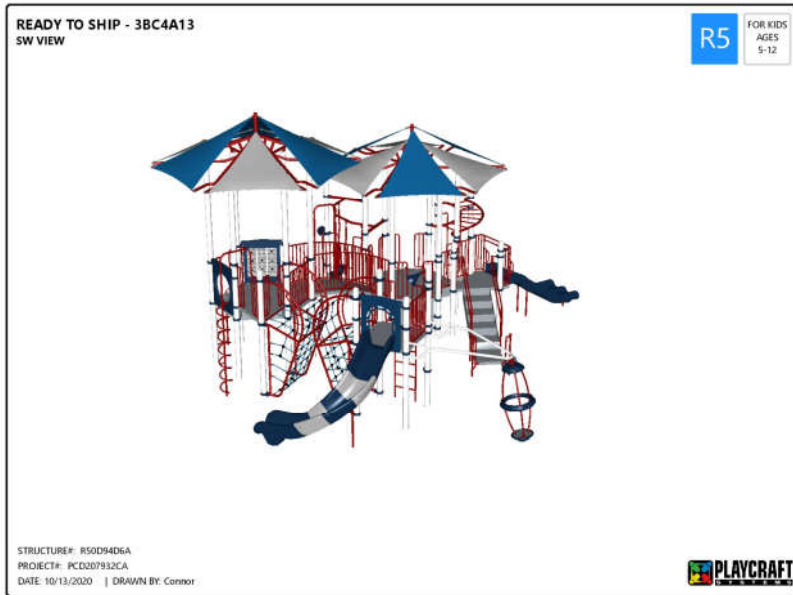 READY TO SHIP - 3BC4A13
SW VIEW
R5
FOR KIDS
AGES
5-12
STRUCTURE#: R50D94D6A
PROJECT#: PCD207932CA
DATE: 10/13/2020 | DRAWN BY: Connor
PLAYCRAFT
SYSTEMS